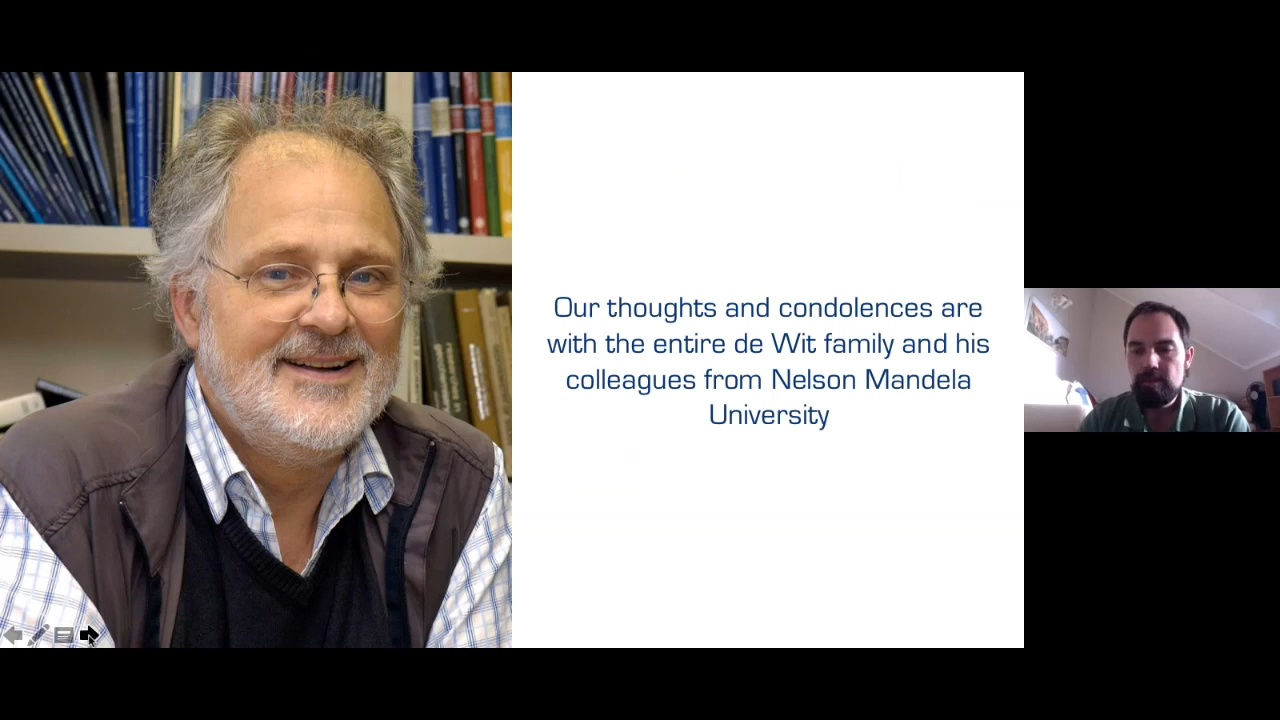 Our thoughts and condolences are
with the entire de Wit family and his
colleagues from Nelson Mandela
University